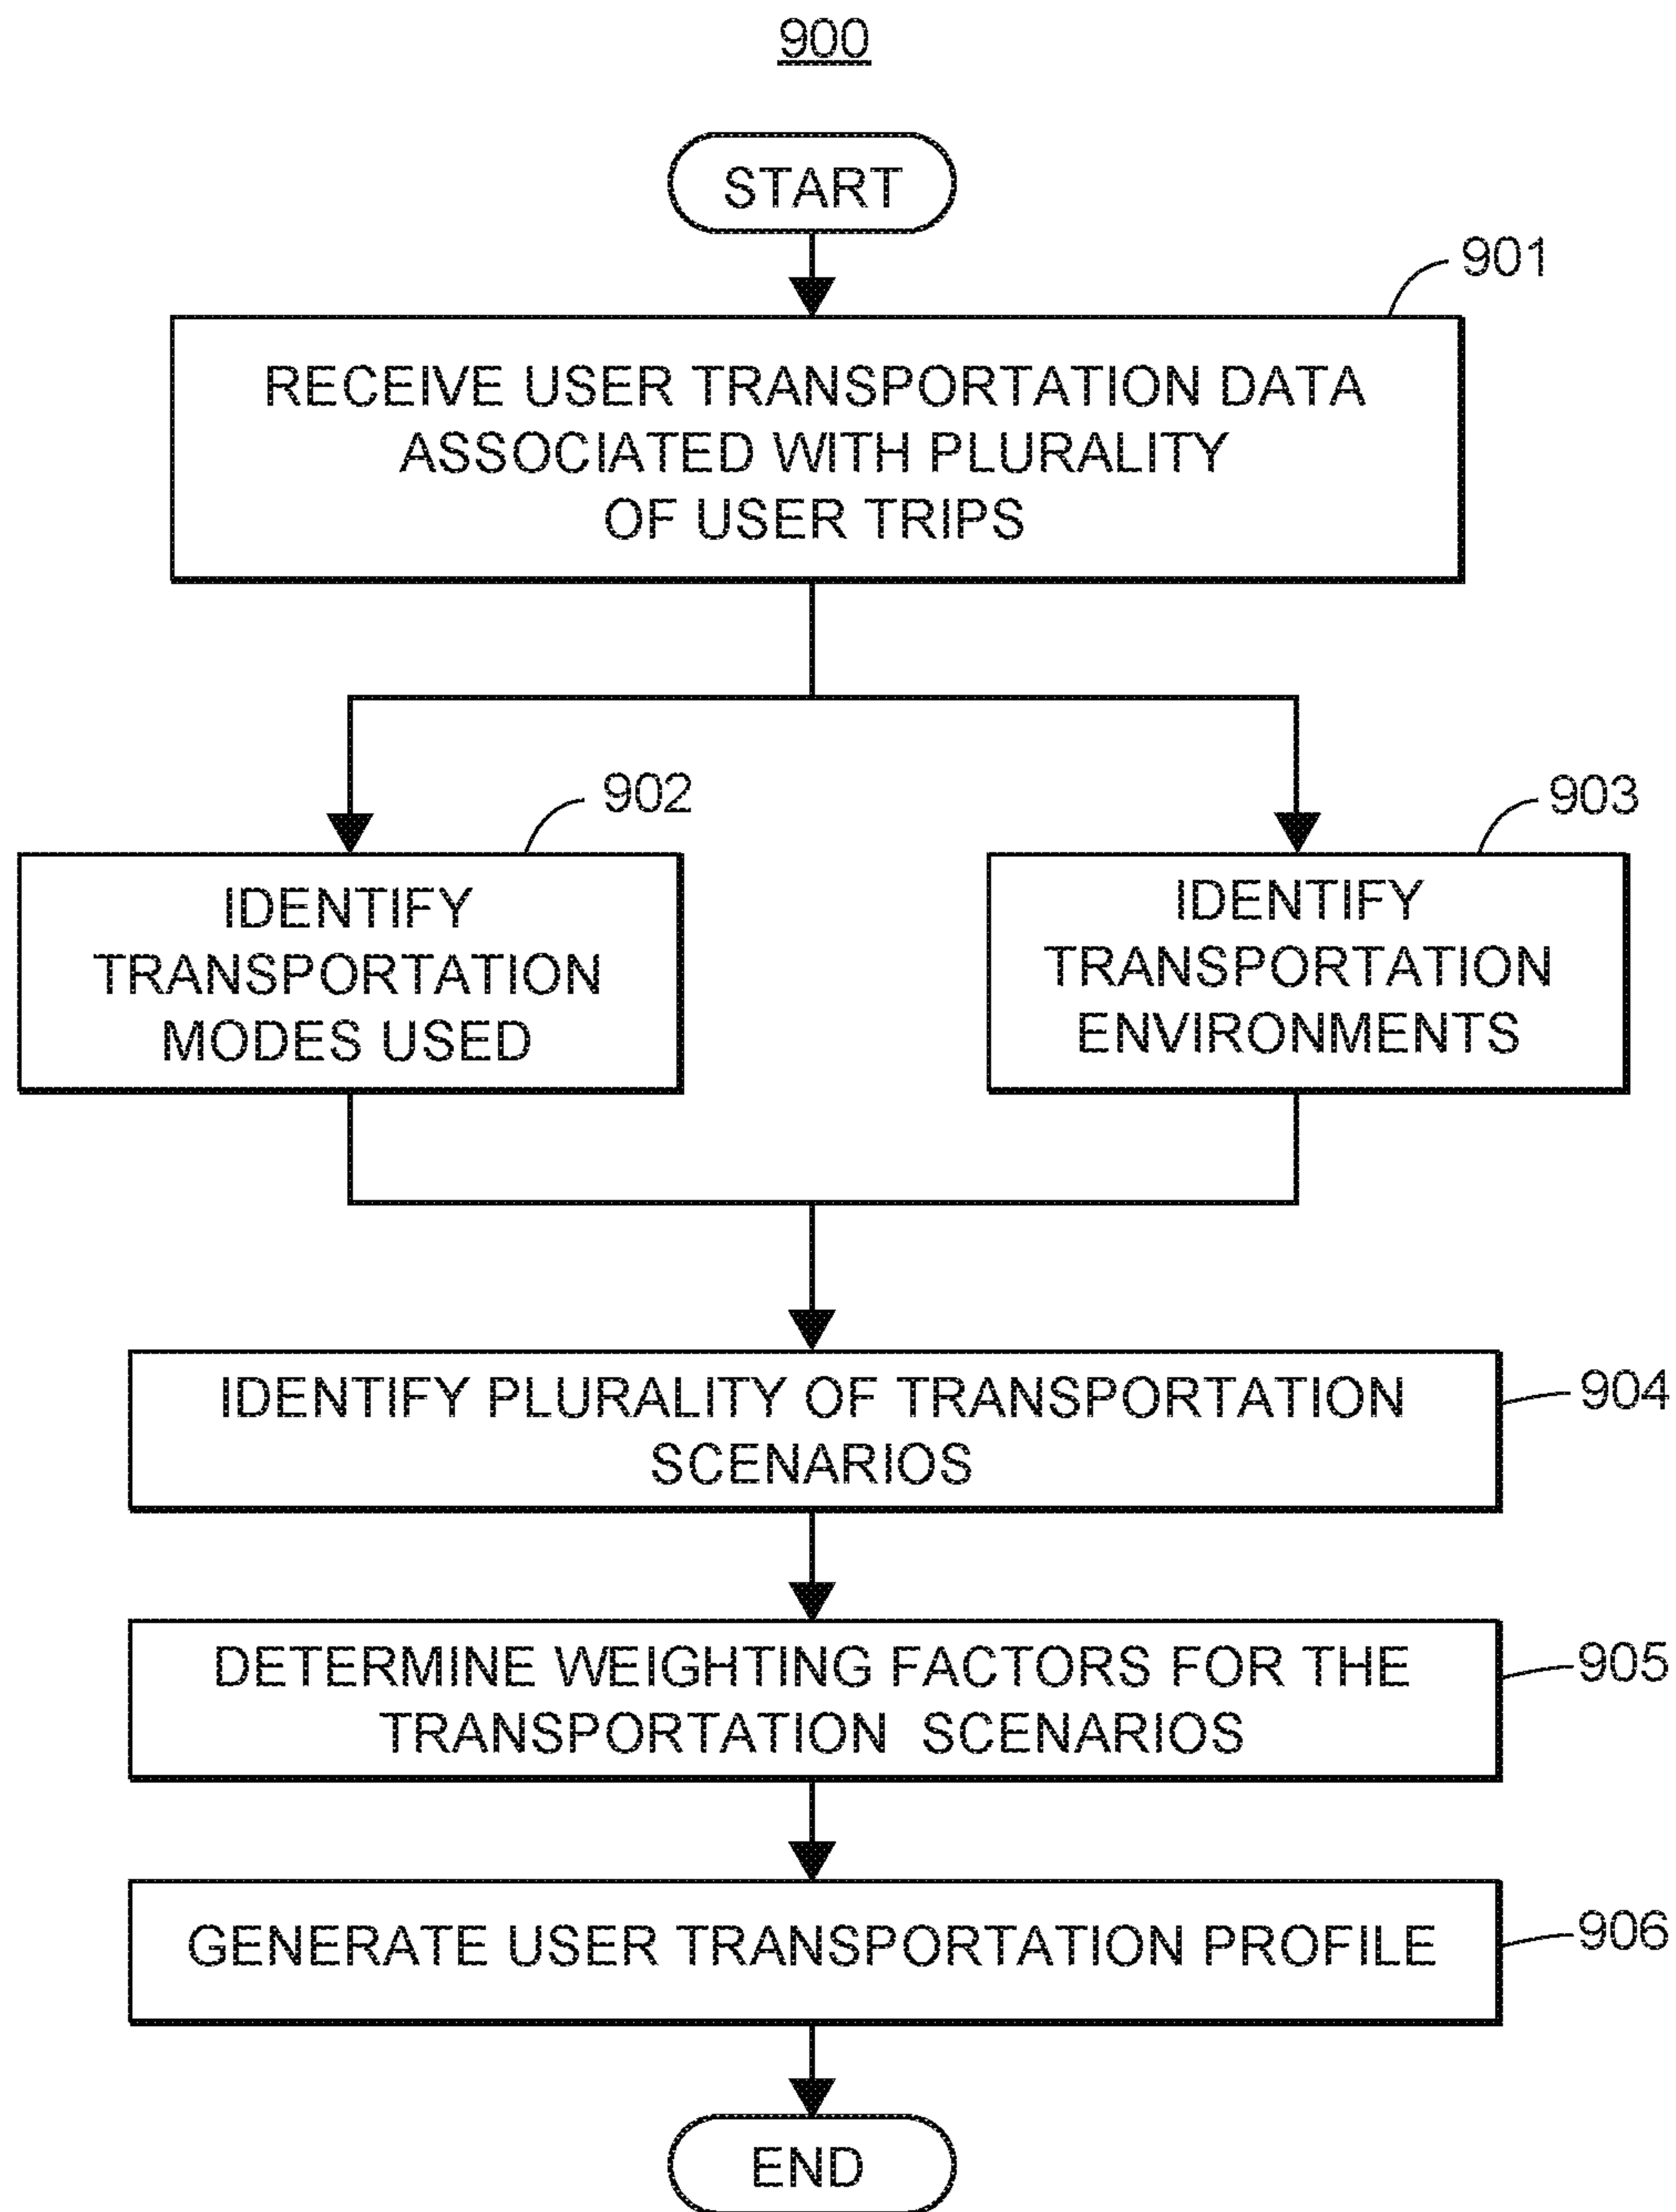 900
START
901
RECEIVE USER TRANSPORTATION DATA
ASSOCIATED WITH PLURALITY
OF USER TRIPS
902
IDENTIFY
TRANSPORTATION
MODES USED
903
IDENTIFY
TRANSPORTATION
ENVIRONMENTS
904
IDENTIFY PLURALITY OF TRANSPORTATION
SCENARIOS
905
DETERMINE WEIGHTING FACTORS FOR THE
TRANSPORTATION SCENARIOS
906
GENERATE USER TRANSPORTATION PROFILE
END